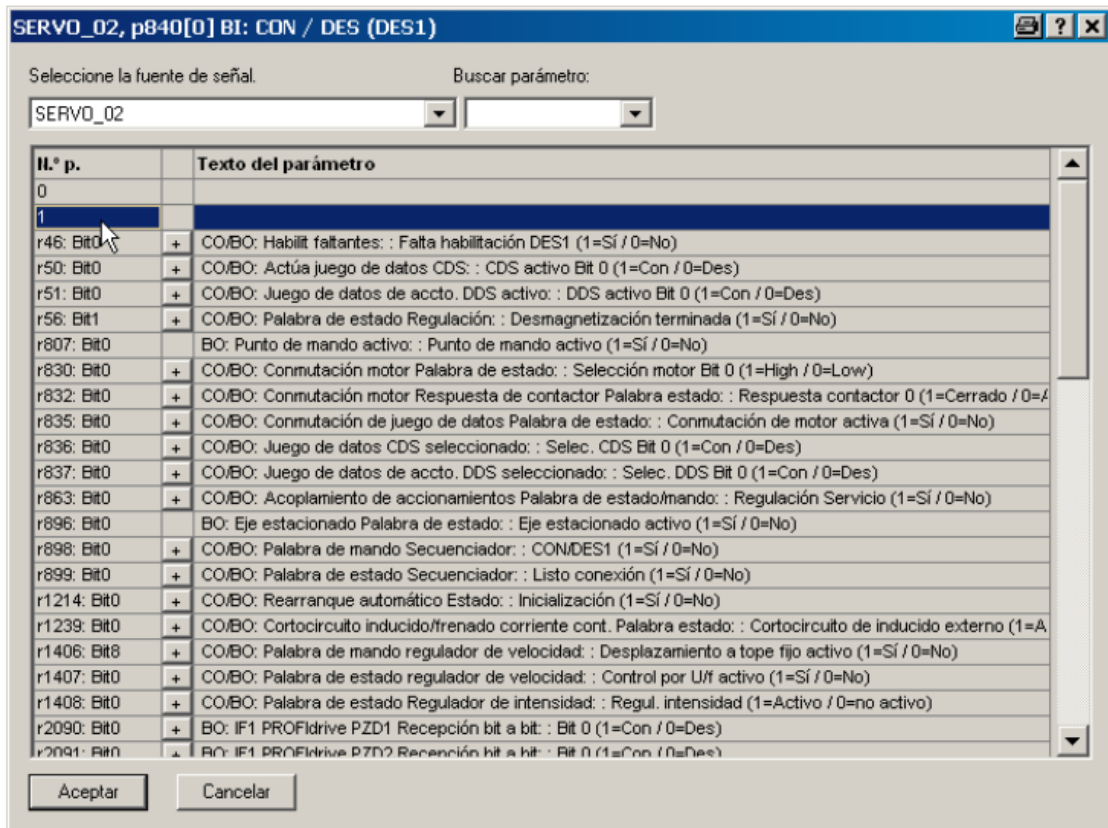 SERVO_02, p840[0] BI: CON / DES (DES1)
Seleccione la fuente de señal. Buscar parámetro:
SERVO_02
N.º p. Texto del parámetro
0
1
r46: Bit0 + CO/BO: Habilit faltantes: : Falta habilitación DES1 (1=Sí / 0=No)
r50: Bit0 + CO/BO: Actúa juego de datos CDS: : CDS activo Bit 0 (1=Con / 0=Des)
r51: Bit0 + CO/BO: Juego de datos de accto. DDS activo: : DDS activo Bit 0 (1=Con / 0=Des)
r56: Bit1 + CO/BO: Palabra de estado Regulación: : Desmagnetización terminada (1=Sí / 0=No)
r807: Bit0 BO: Punto de mando activo: : Punto de mando activo (1=Sí / 0=No)
r830: Bit0 + CO/BO: Conmutación motor Palabra de estado: : Selección motor Bit 0 (1=High / 0=Low)
r832: Bit0 + CO/BO: Conmutación motor Respuesta de contactor Palabra estado: : Respuesta contactor 0 (1=Cerrado / 0=A
r835: Bit0 + CO/BO: Conmutación de juego de datos Palabra de estado: : Conmutación de motor activa (1=Sí / 0=No)
r836: Bit0 + CO/BO: Juego de datos CDS seleccionado: : Selec. CDS Bit 0 (1=Con / 0=Des)
r837: Bit0 + CO/BO: Juego de datos de accto. DDS seleccionado: : Selec. DDS Bit 0 (1=Con / 0=Des)
r863: Bit0 + CO/BO: Acoplamiento de accionamientos Palabra de estado/mando: : Regulación Servicio (1=Sí / 0=No)
r896: Bit0 BO: Eje estacionado Palabra de estado: : Eje estacionado activo (1=Sí / 0=No)
r898: Bit0 + CO/BO: Palabra de mando Secuenciador: : CON/DES1 (1=Sí / 0=No)
r899: Bit0 + CO/BO: Palabra de estado Secuenciador: : Listo conexión (1=Sí / 0=No)
r1214: Bit0 + CO/BO: Rearranque automático Estado: : Inicialización (1=Sí / 0=No)
r1239: Bit0 + CO/BO: Cortocircuito inducido/frenado corriente cont. Palabra estado: : Cortocircuito de inducido externo (1=A
r1406: Bit8 + CO/BO: Palabra de mando regulador de velocidad: : Desplazamiento a tope fijo activo (1=Sí / 0=No)
r1407: Bit0 + CO/BO: Palabra de estado regulador de velocidad: : Control por U/f activo (1=Sí / 0=No)
r1408: Bit0 + CO/BO: Palabra de estado Regulador de intensidad: : Regul. intensidad (1=Activo / 0=no activo)
r2090: Bit0 + BO: IF1 PROFIdrive PZD1 Recepción bit a bit: : Bit 0 (1=Con / 0=Des)
r2091: Bit0 + BO: IF1 PROFIdrive PZD2 Recepción bit a bit: : Bit 0 (1=Con / 0=Des)
Aceptar Cancelar